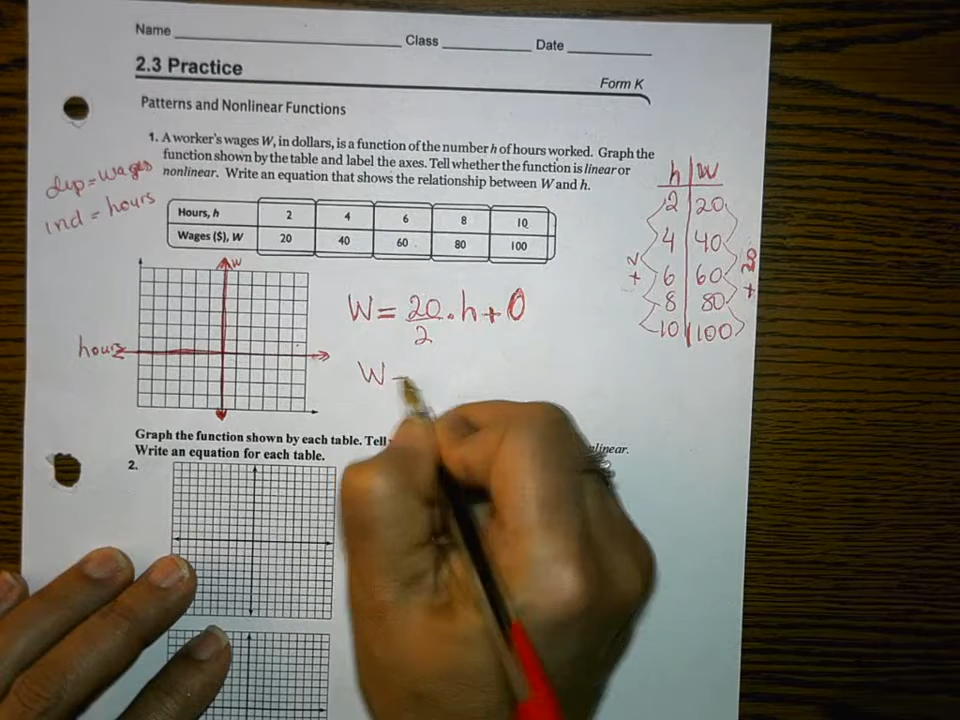 Name Class Date
2.3 Practice
Form K
Patterns and Nonlinear Functions
1. A worker's wages W, in dollars, is a function of the number h of hours worked. Graph the
function shown by the table and label the axes. Tell whether the function is linear or
nonlinear. Write an equation that shows the relationship between W and h.
dep = wages
ind = hours
Hours, h 2 4 6 8 10
Wages ($), W 20 40 60 80 100
h W
2 20
4 40
6 60
8 80
10 100
+2
+20
W
hours
W = 20/2 · h + 0
W =
Graph the function shown by each table. Tell
nlinear.
Write an equation for each table.
2.